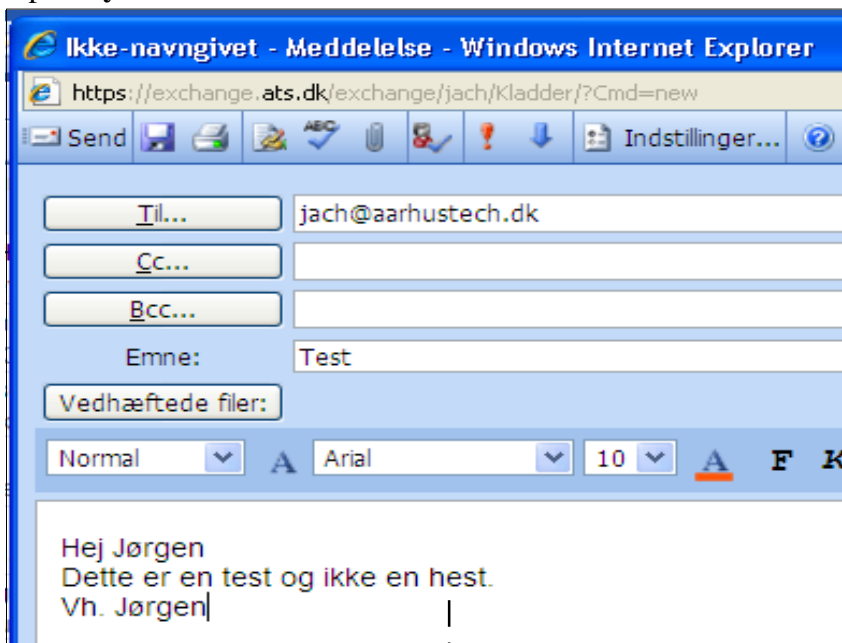 Ikke-navngivet - Meddelelse - Windows Internet Explorer
https://exchange.ats.dk/exchange/jach/Kladder/?Cmd=new
Send ABC Indstillinger...
Til... jach@aarhustech.dk
Cc...
Bcc...
Emne: Test
Vedhæftede filer:
Normal A Arial 10 A F K
Hej Jørgen
Dette er en test og ikke en hest.
Vh. Jørgen